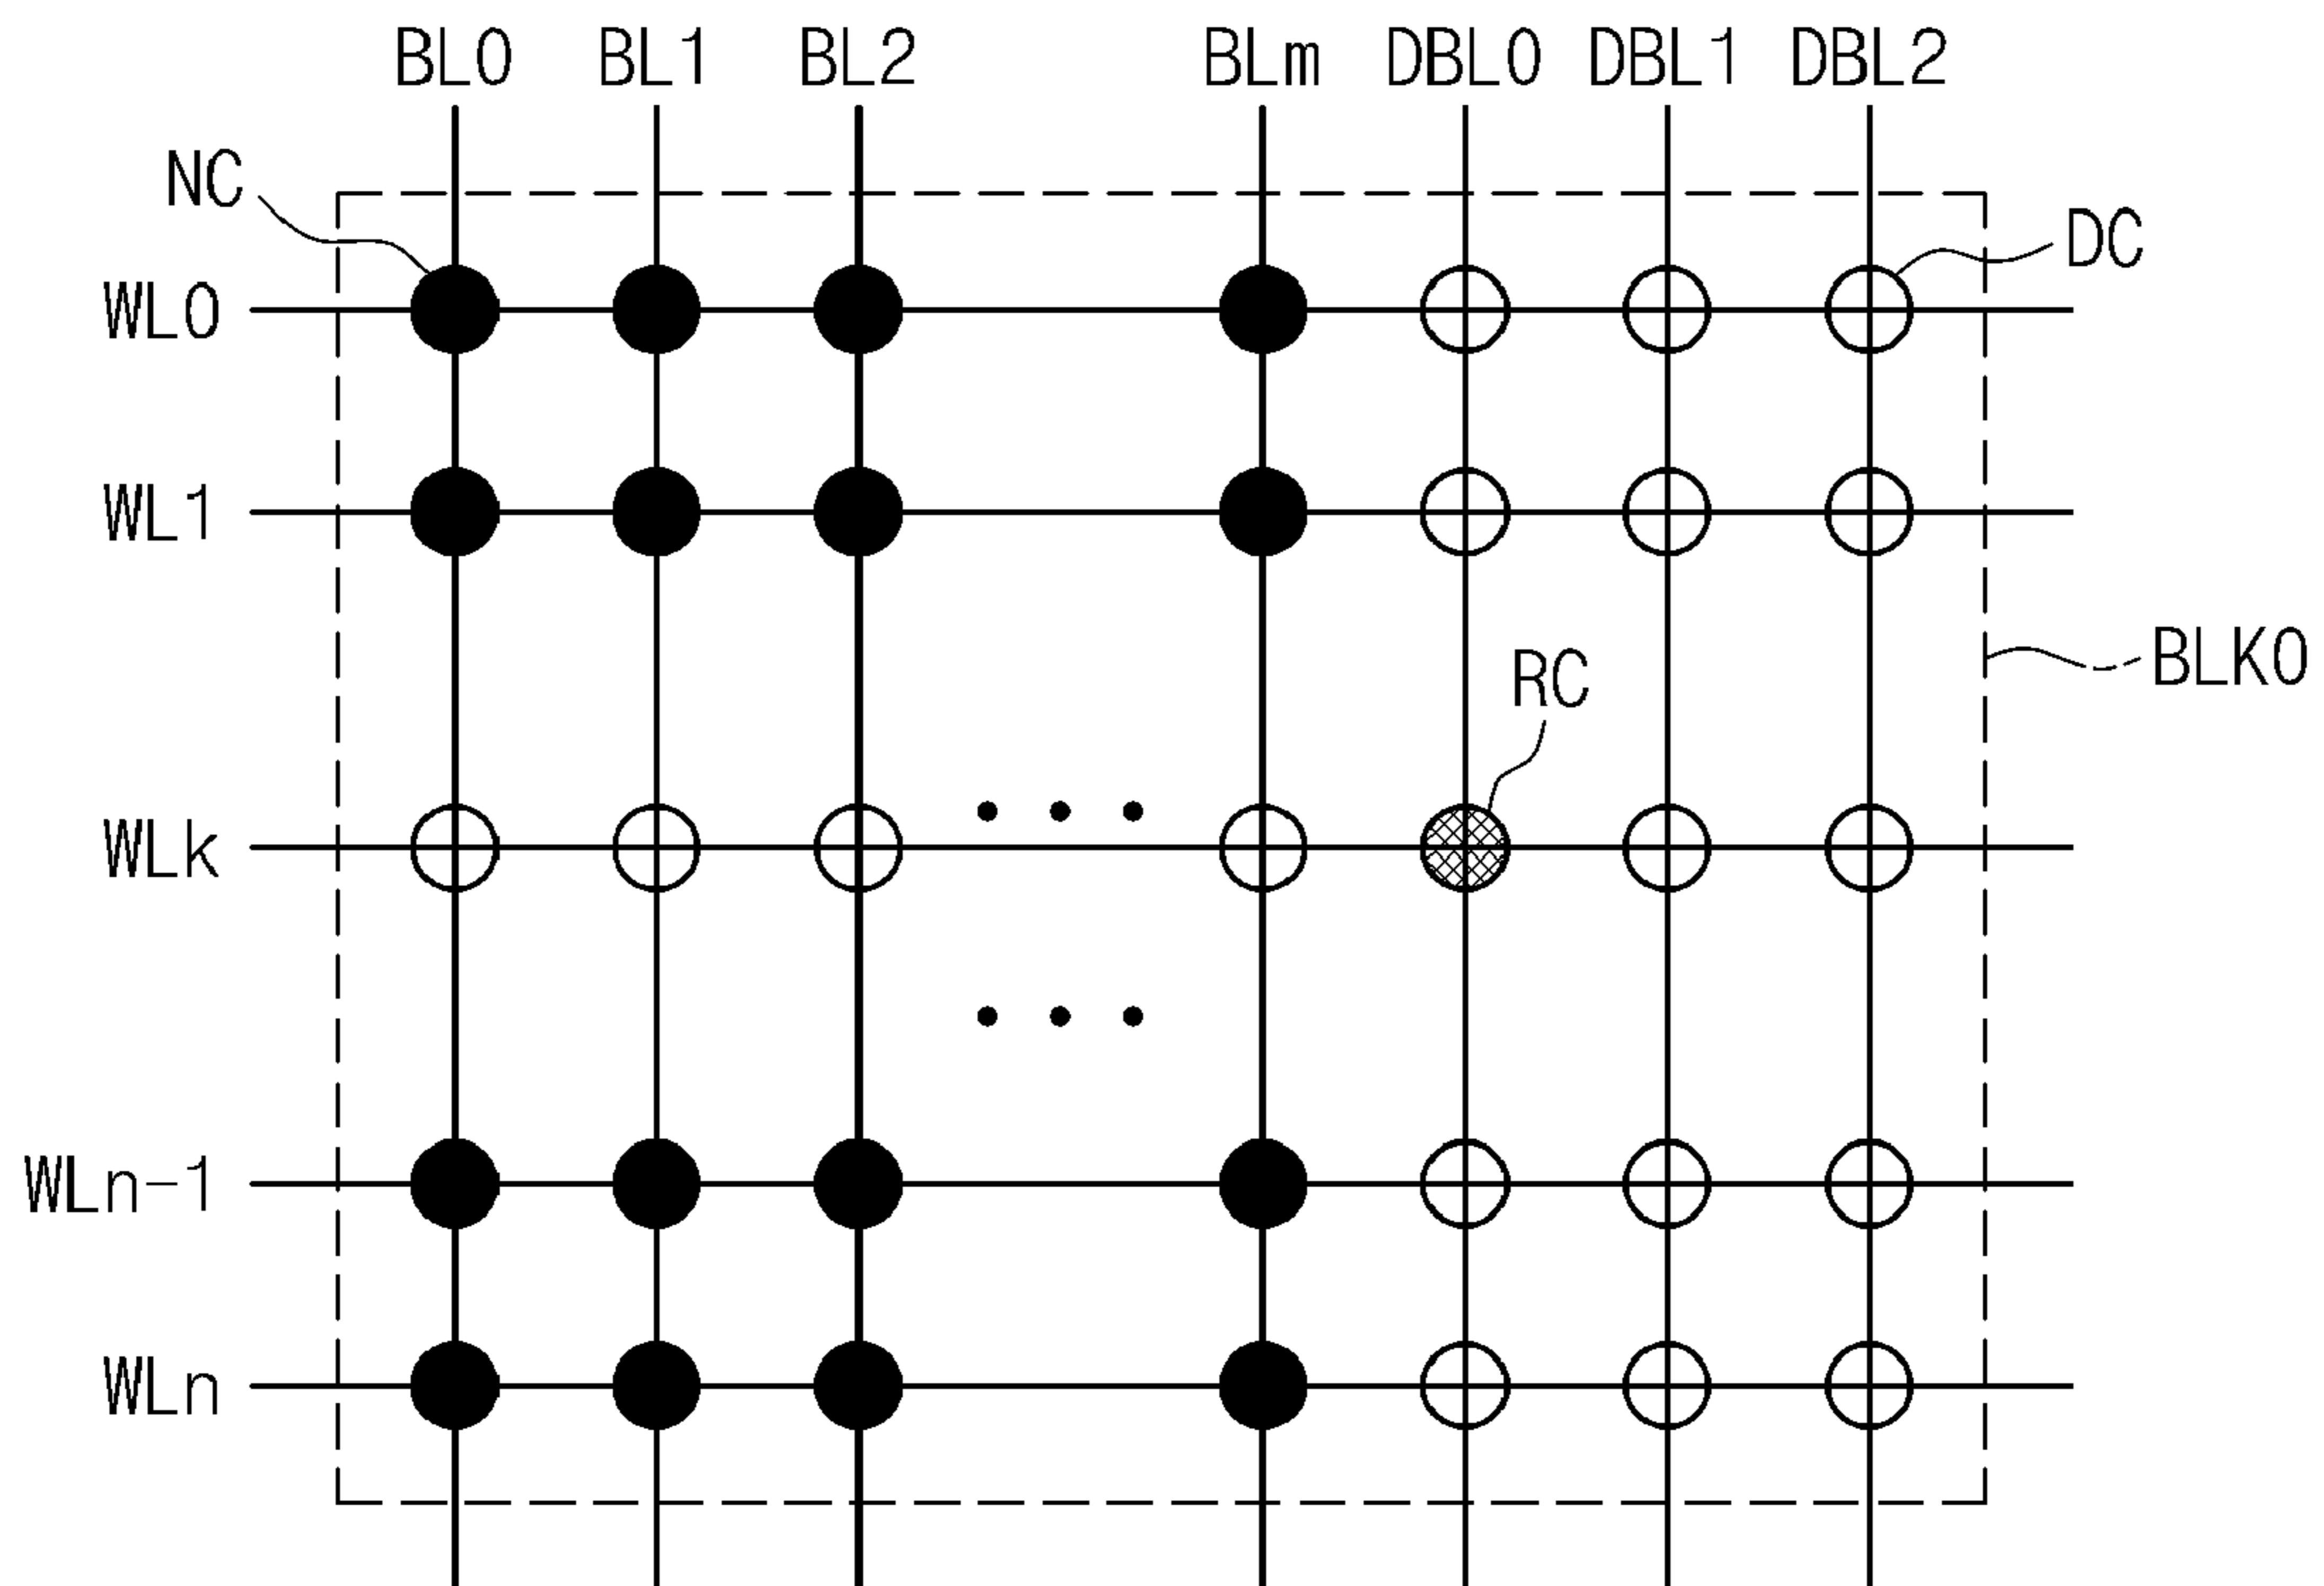 BL0 BL1 BL2 BLm DBL0 DBL1 DBL2
NC
DC
WL0
WL1
BLK0
RC
WLk
WLn-1
WLn